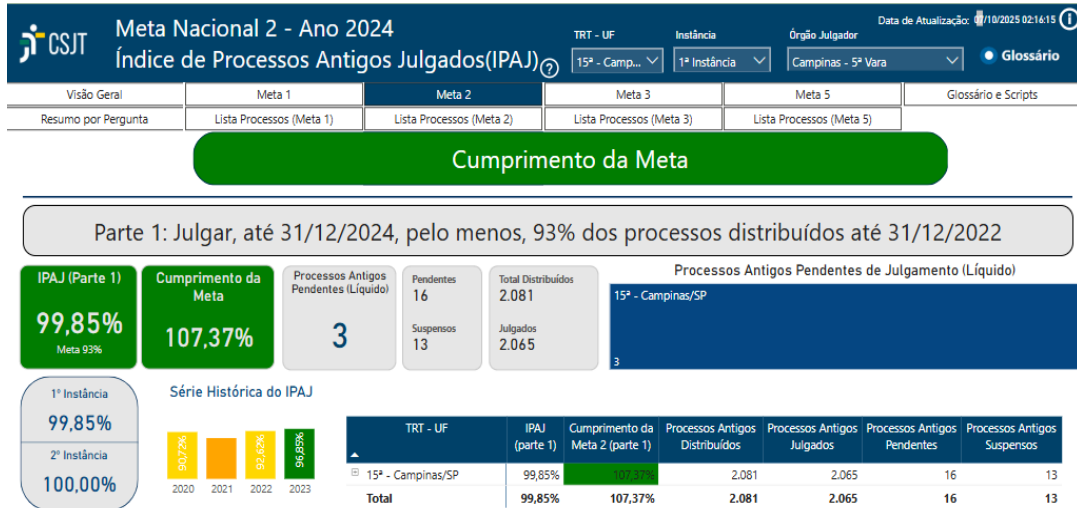 CSJT
Meta Nacional 2 - Ano 2024
Índice de Processos Antigos Julgados(IPAJ)
TRT - UF
15ª - Camp...
Instância
1ª Instância
Órgão Julgador
Campinas - 5ª Vara
Data de Atualização: /10/2025 02:16:15
Glossário
Visão Geral
Meta 1
Meta 2
Meta 3
Meta 5
Glossário e Scripts
Resumo por Pergunta
Lista Processos (Meta 1)
Lista Processos (Meta 2)
Lista Processos (Meta 3)
Lista Processos (Meta 5)
Cumprimento da Meta
Parte 1: Julgar, até 31/12/2024, pelo menos, 93% dos processos distribuídos até 31/12/2022
IPAJ (Parte 1)
99,85%
Meta 93%
Cumprimento da
Meta
107,37%
Processos Antigos
Pendentes (Líquido)
3
Pendentes
16
Suspensos
13
Total Distribuídos
2.081
Julgados
2.065
Processos Antigos Pendentes de Julgamento (Líquido)
15ª - Campinas/SP
3
1º Instância
99,85%
2º Instância
100,00%
Série Histórica do IPAJ
90,72%
92,62%
96,85%
2020 2021 2022 2023
TRT - UF
IPAJ
(parte 1)
Cumprimento da
Meta 2 (parte 1)
Processos Antigos
Distribuídos
Processos Antigos
Julgados
Processos Antigos
Pendentes
Processos Antigos
Suspensos
15ª - Campinas/SP 99,85% 107,37% 2.081 2.065 16 13
Total 99,85% 107,37% 2.081 2.065 16 13